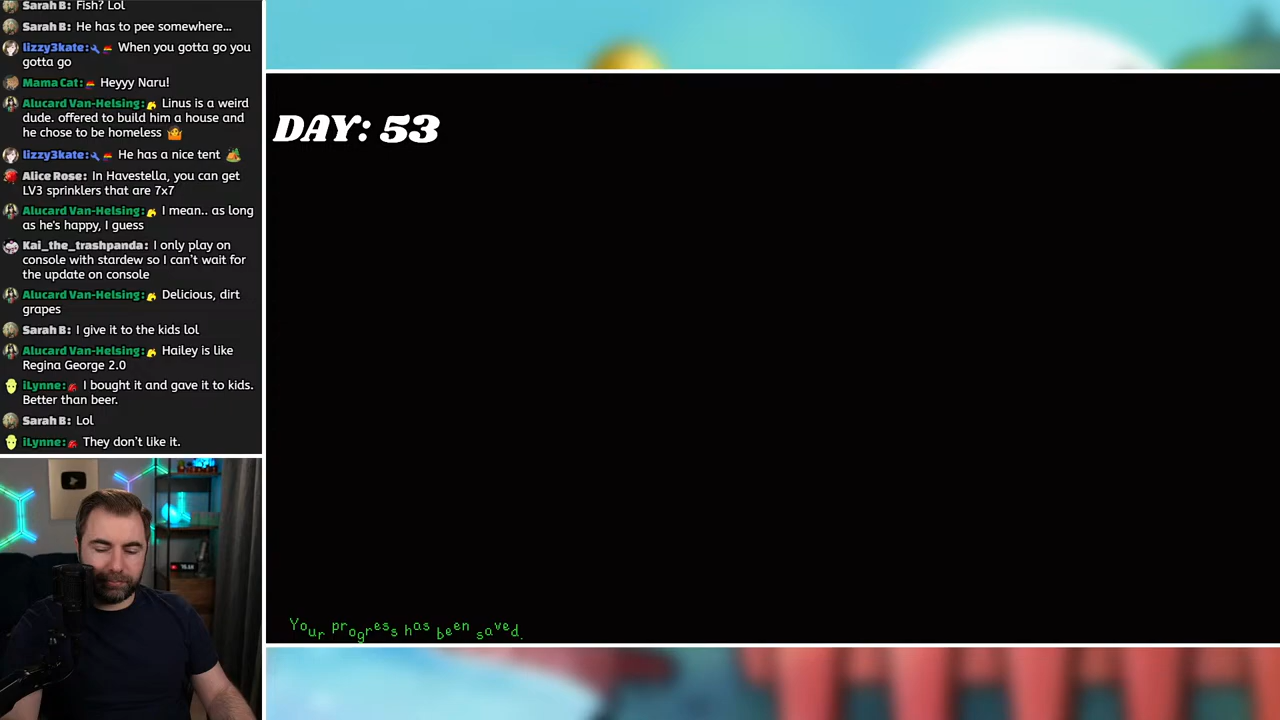 Sarah B: Fish? Lol
Sarah B: He has to pee somewhere...
lizzy3kate: When you gotta go you
gotta go
Mama Cat: Heyyy Naru!
Alucard Van-Helsing: Linus is a weird
dude. offered to build him a house and
he chose to be homeless
lizzy3kate: He has a nice tent
Alice Rose: In Havestella, you can get
LV3 sprinklers that are 7x7
Alucard Van-Helsing: I mean.. as long
as he's happy, I guess
Kai_the_trashpanda: I only play on
console with stardew so I can't wait for
the update on console
Alucard Van-Helsing: Delicious, dirt
grapes
Sarah B: I give it to the kids lol
Alucard Van-Helsing: Hailey is like
Regina George 2.0
iLynne: I bought it and gave it to kids.
Better than beer.
Sarah B: Lol
iLynne: They don't like it.
DAY: 53
Your progress has been saved.